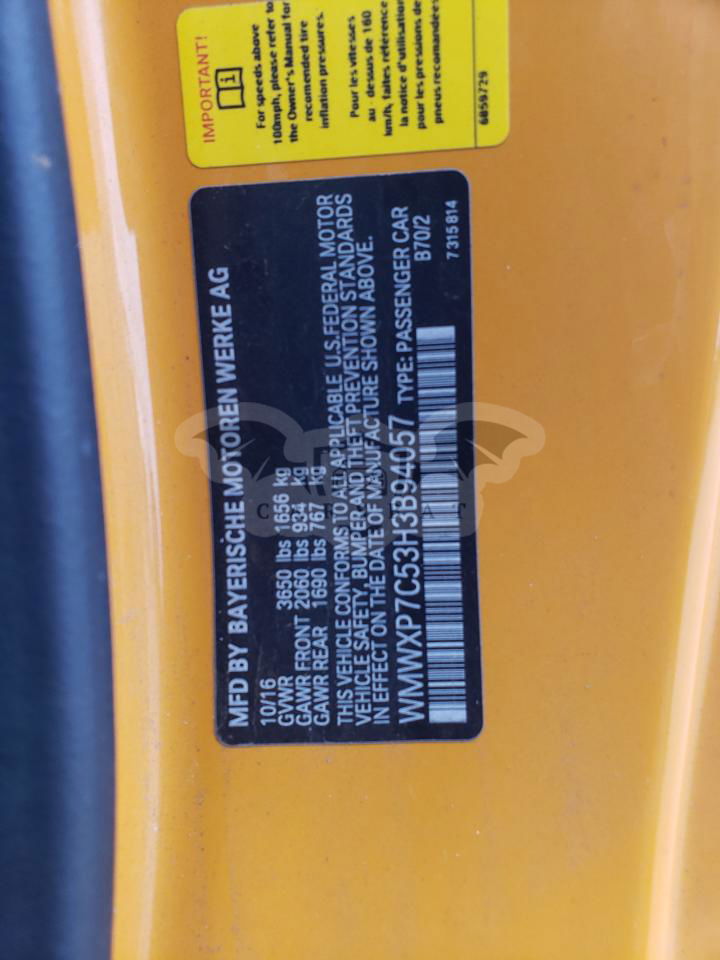 IMPORTANT!
For speeds above
100mph, please refer to
the Owner's Manual for
recomended tire
inflation pressures.
Pour les vitesses
au - dessus de 160
km/h, faites référence
la notice d'utilisation
pour les pressions de
pneus recomandées
6859729
MFD BY BAYERISCHE MOTOREN WERKE AG
10/16
GVWR 3650 lbs 1656 kg
GAWR FRONT 2060 lbs 934 kg
GAWR REAR 1690 lbs 767 kg
THIS VEHICLE CONFORMS TO ALL APPLICABLE U.S. FEDERAL MOTOR
VEHICLE SAFETY, BUMPER AND THEFT PREVENTION STANDARDS
IN EFFECT ON THE DATE OF MANUFACTURE SHOWN ABOVE.
WMWXP7C53H3B94057 TYPE: PASSENGER CAR
B70/2
7315814